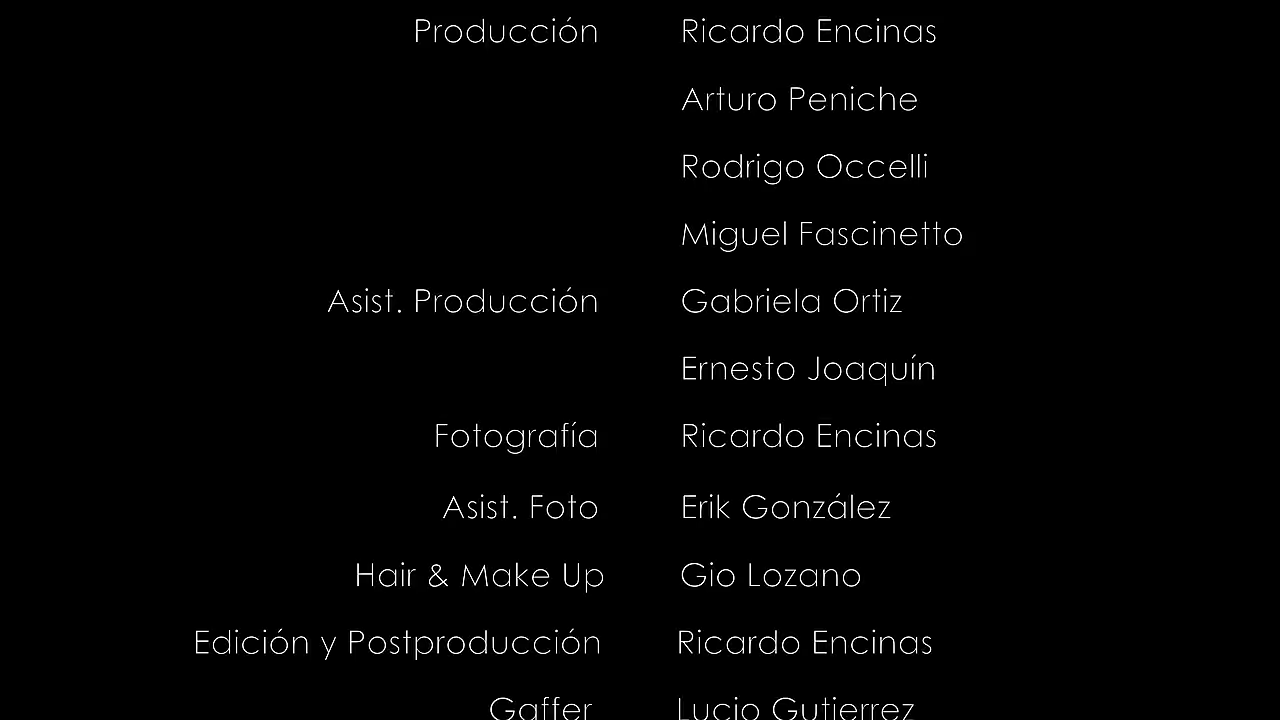 Producción Ricardo Encinas
Arturo Peniche
Rodrigo Occelli
Miguel Fascinetto
Asist. Producción Gabriela Ortiz
Ernesto Joaquín
Fotografía Ricardo Encinas
Asist. Foto Erik González
Hair & Make Up Gio Lozano
Edición y Postproducción Ricardo Encinas
Gaffer Lucio Gutierrez